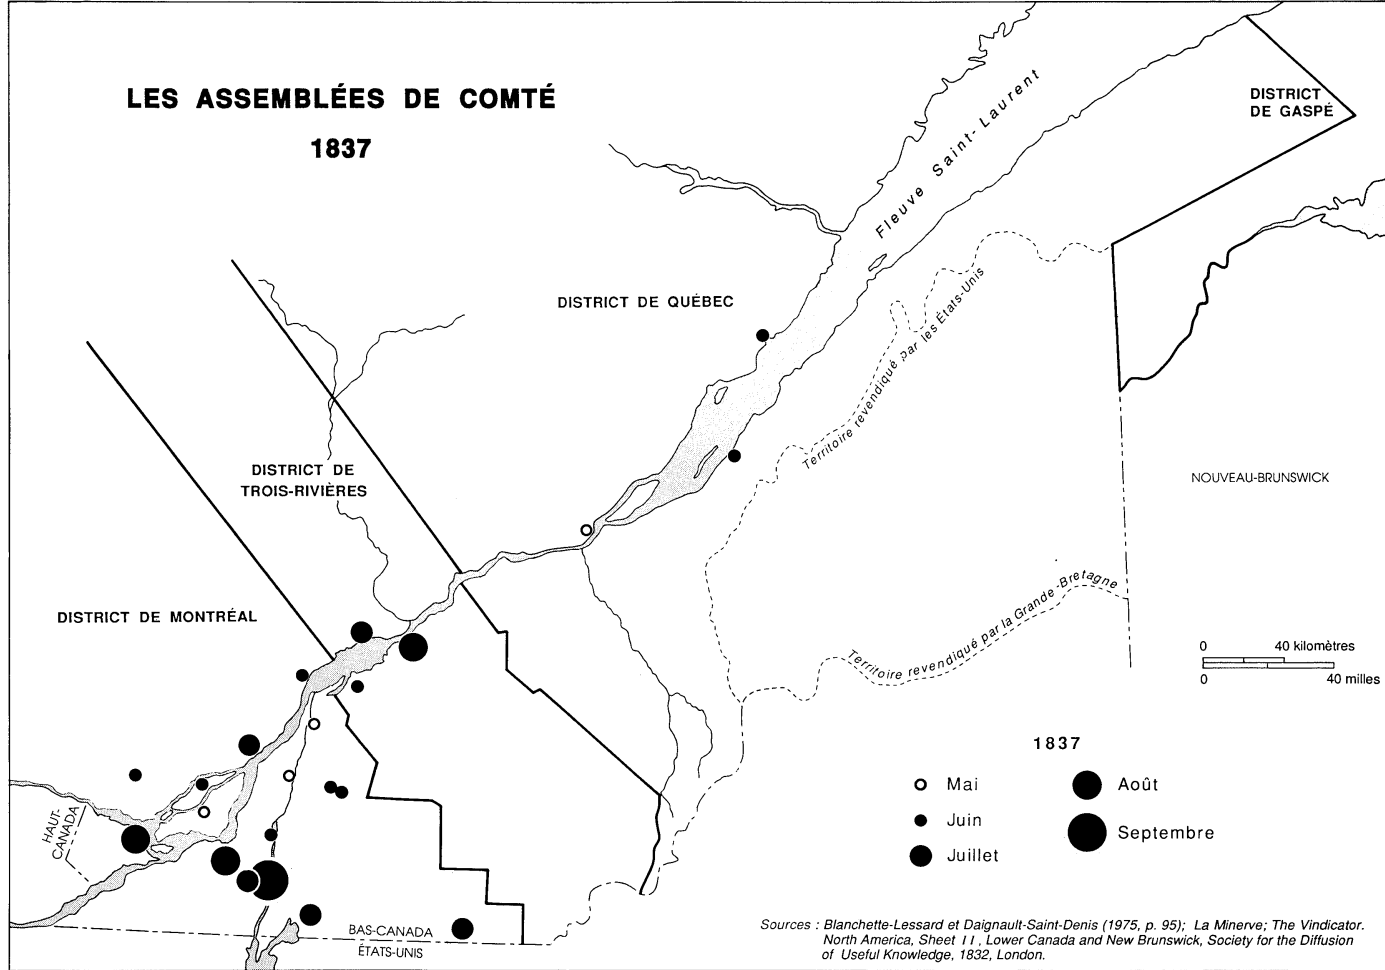 LES ASSEMBLÉES DE COMTÉ
1837
DISTRICT
DE GASPÉ
Fleuve Saint-Laurent
DISTRICT DE QUÉBEC
Territoire revendiqué par les États-Unis
DISTRICT DE
TROIS-RIVIÈRES
NOUVEAU-BRUNSWICK
Territoire revendiqué par la Grande-Bretagne
DISTRICT DE MONTRÉAL
0 40 kilomètres
0 40 milles
1837
Mai
Juin
Juillet
Août
Septembre
HAUT-
CANADA
BAS-CANADA
ÉTATS-UNIS
Sources : Blanchette-Lessard et Daignault-Saint-Denis (1975, p. 95); La Minerve; The Vindicator.
North America, Sheet II, Lower Canada and New Brunswick, Society for the Diffusion
of Useful Knowledge, 1832, London.